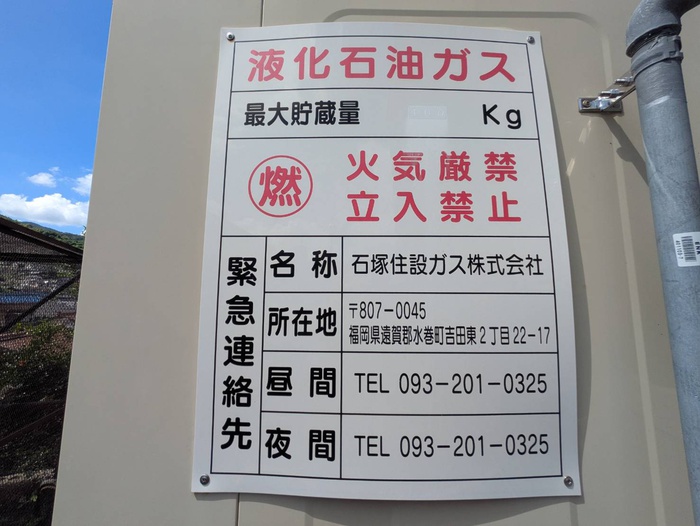 液化石油ガス
最大貯蔵量 Kg
燃 火気厳禁
立入禁止
緊急連絡先
名称 石塚住設ガス株式会社
所在地 〒807-0045
福岡県遠賀郡水巻町吉田東2丁目22-17
昼間 TEL 093-201-0325
夜間 TEL 093-201-0325